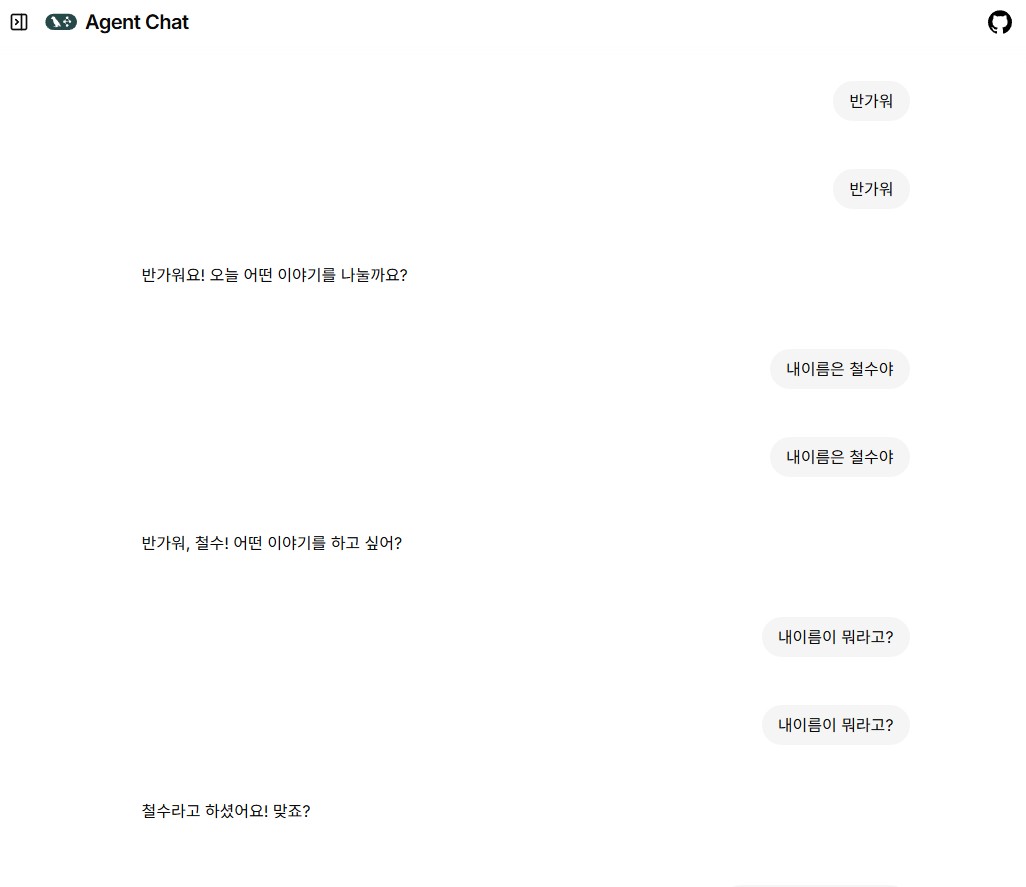 Agent Chat
반가워
반가워
반가워요! 오늘 어떤 이야기를 나눌까요?
내이름은 철수야
내이름은 철수야
반가워, 철수! 어떤 이야기를 하고 싶어?
내이름이 뭐라고?
내이름이 뭐라고?
철수라고 하셨어요! 맞죠?